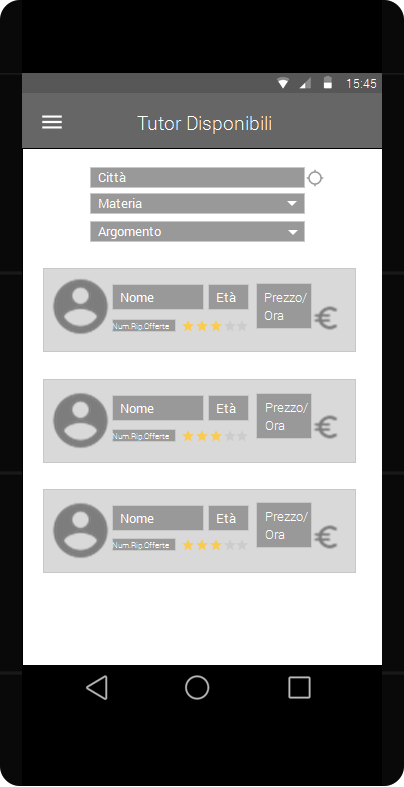 15:45
Tutor Disponibili
Città
Materia
Argomento
Nome Età Prezzo/
Ora €
Num.Rip.Offerte
Nome Età Prezzo/
Ora €
Num.Rip.Offerte
Nome Età Prezzo/
Ora €
Num.Rip.Offerte